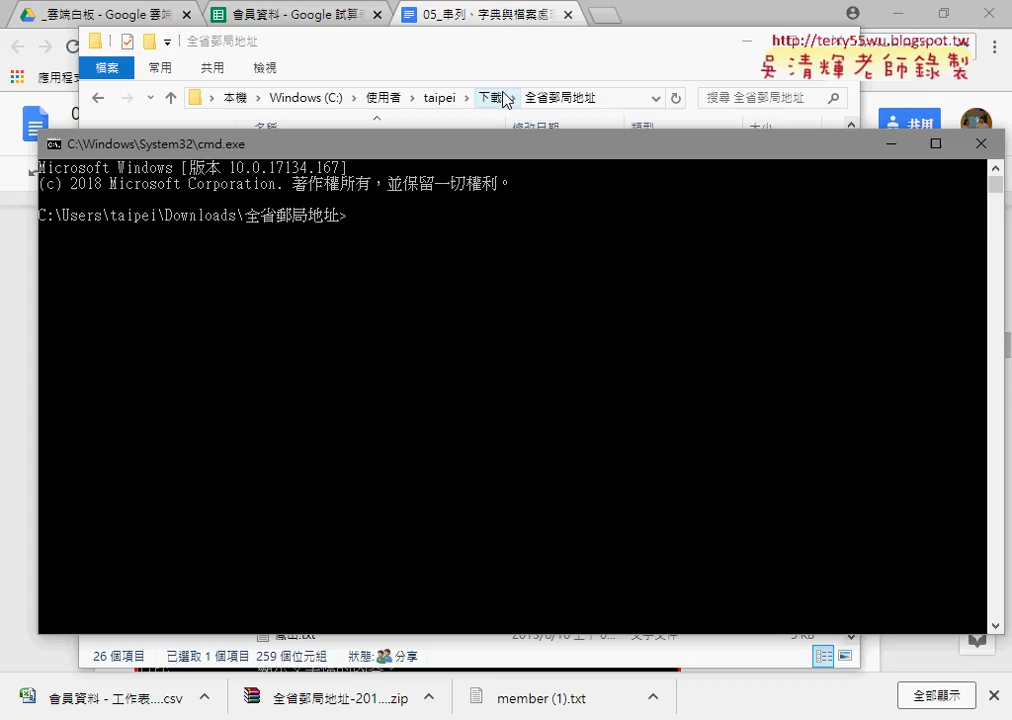 _雲端白板 - Google 雲端
會員資料 - Google 試算
05_串列、字典與檔案處
全省郵局地址
http://terry55wu.blogspot.tw
吳清輝老師錄製
應用程
檔案
常用
共用
檢視
本機 > Windows (C:) > 使用者 > taipei > 下載 > 全省郵局地址
搜尋 全省郵局地址
名稱
修改日期
類型
大小
共用
C:\Windows\System32\cmd.exe
Microsoft Windows [版本 10.0.17134.167]
(c) 2018 Microsoft Corporation. 著作權所有，並保留一切權利。
C:\Users\taipei\Downloads\全省郵局地址>
26 個項目
已選取 1 個項目
259 個位元組
狀態:
分享
會員資料 - 工作表....csv
全省郵局地址-201....zip
member (1).txt
全部顯示